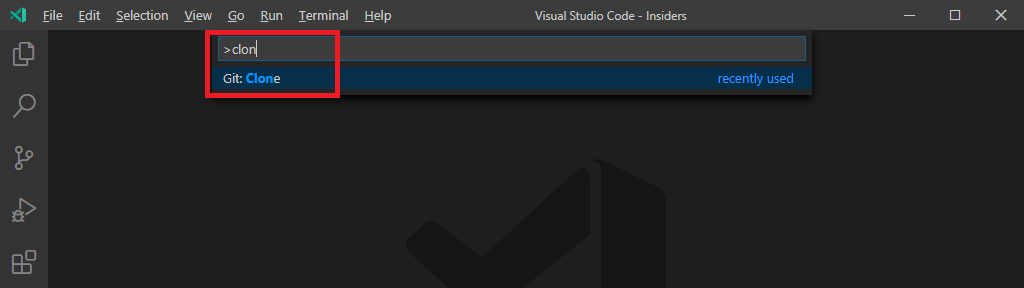 File Edit Selection View Go Run Terminal Help Visual Studio Code - Insiders
>clon
Git: Clone recently used